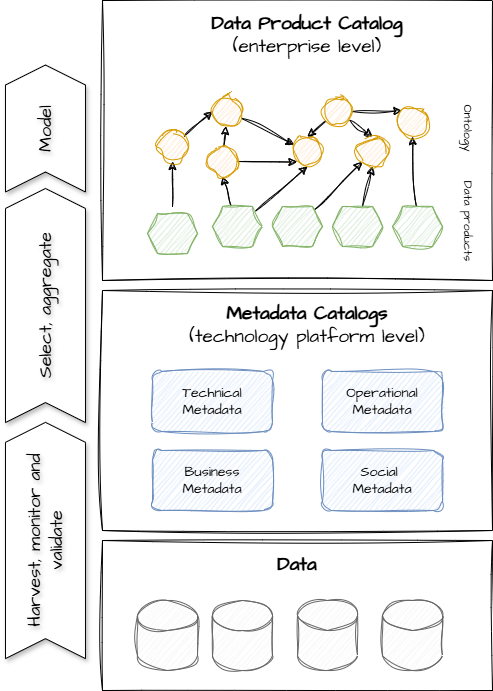 Data Product Catalog
(enterprise level)
Ontology
Data products
Model
Select, aggregate
Metadata Catalogs
(technology platform level)
Technical
Metadata
Operational
Metadata
Business
Metadata
Social
Metadata
Harvest, monitor and
validate
Data